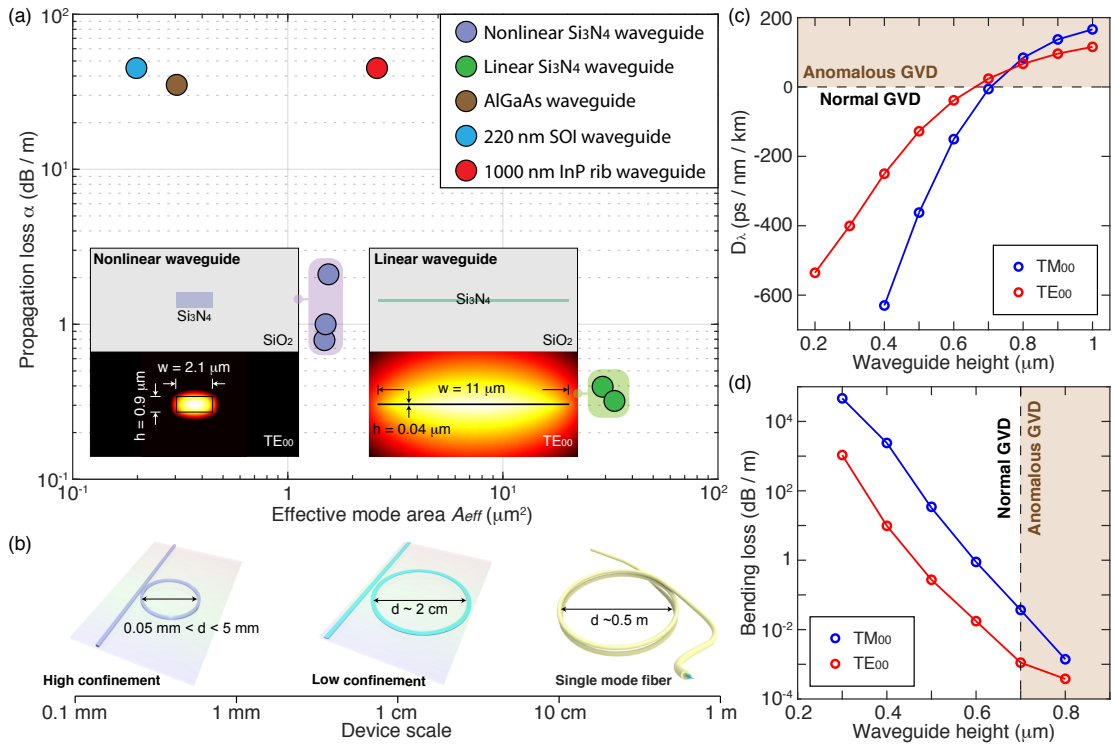 (a)
Propagation loss α (dB / m)
10²
10¹
1
10⁻¹
Nonlinear Si₃N₄ waveguide
Linear Si₃N₄ waveguide
AlGaAs waveguide
220 nm SOI waveguide
1000 nm InP rib waveguide
Nonlinear waveguide
Si₃N₄
SiO₂
w = 2.1 μm
h = 0.9 μm
TE₀₀
Linear waveguide
Si₃N₄
SiO₂
w = 11 μm
h = 0.04 μm
TE₀₀
10⁻¹ 1 10¹ 10²
Effective mode area Aeff (μm²)
(b)
0.05 mm < d < 5 mm
d ~ 2 cm
d ~0.5 m
High confinement
Low confinement
Single mode fiber
0.1 mm 1 mm 1 cm 10 cm 1 m
Device scale
(c)
D_λ (ps / nm / km)
200
0
-200
-400
-600
Anomalous GVD
Normal GVD
TM₀₀
TE₀₀
0.2 0.4 0.6 0.8 1
Waveguide height (μm)
(d)
Bending loss (dB / m)
10⁴
10²
1
10⁻²
10⁻⁴
Normal GVD
Anomalous GVD
TM₀₀
TE₀₀
0.2 0.4 0.6 0.8 1
Waveguide height (μm)